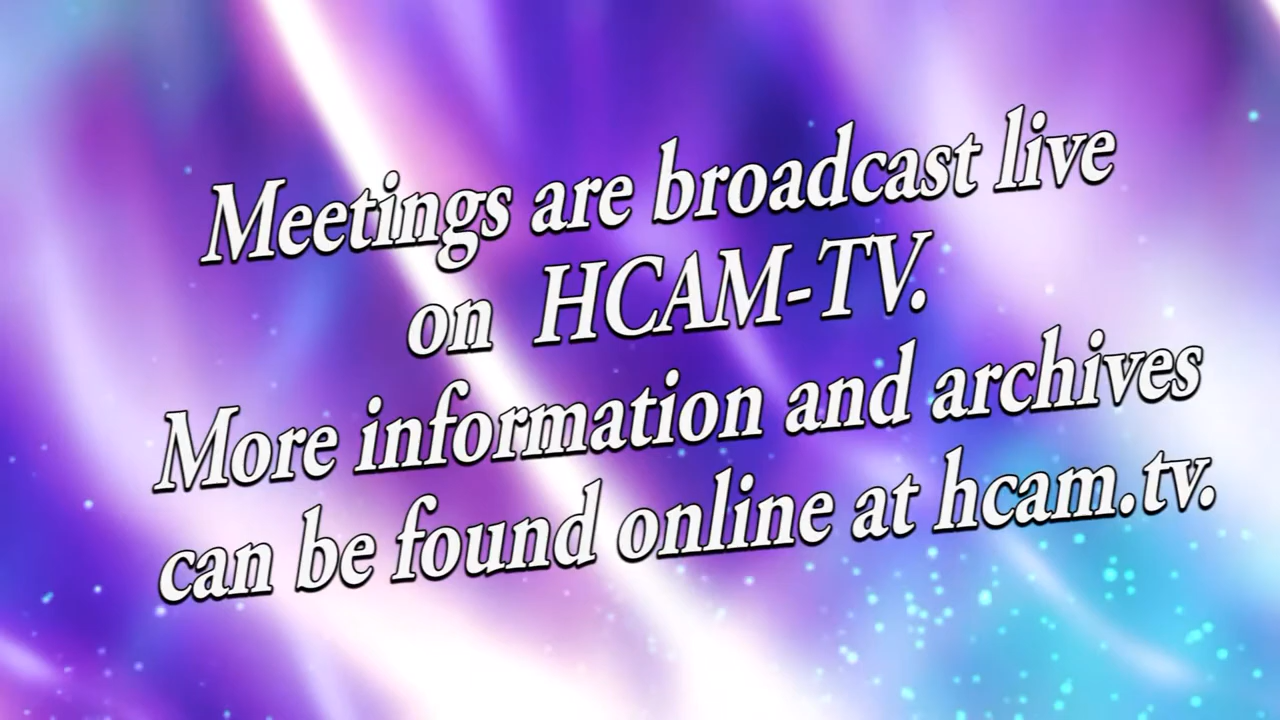 Meetings are broadcast live
on HCAM-TV.
More information and archives
can be found online at hcam.tv.